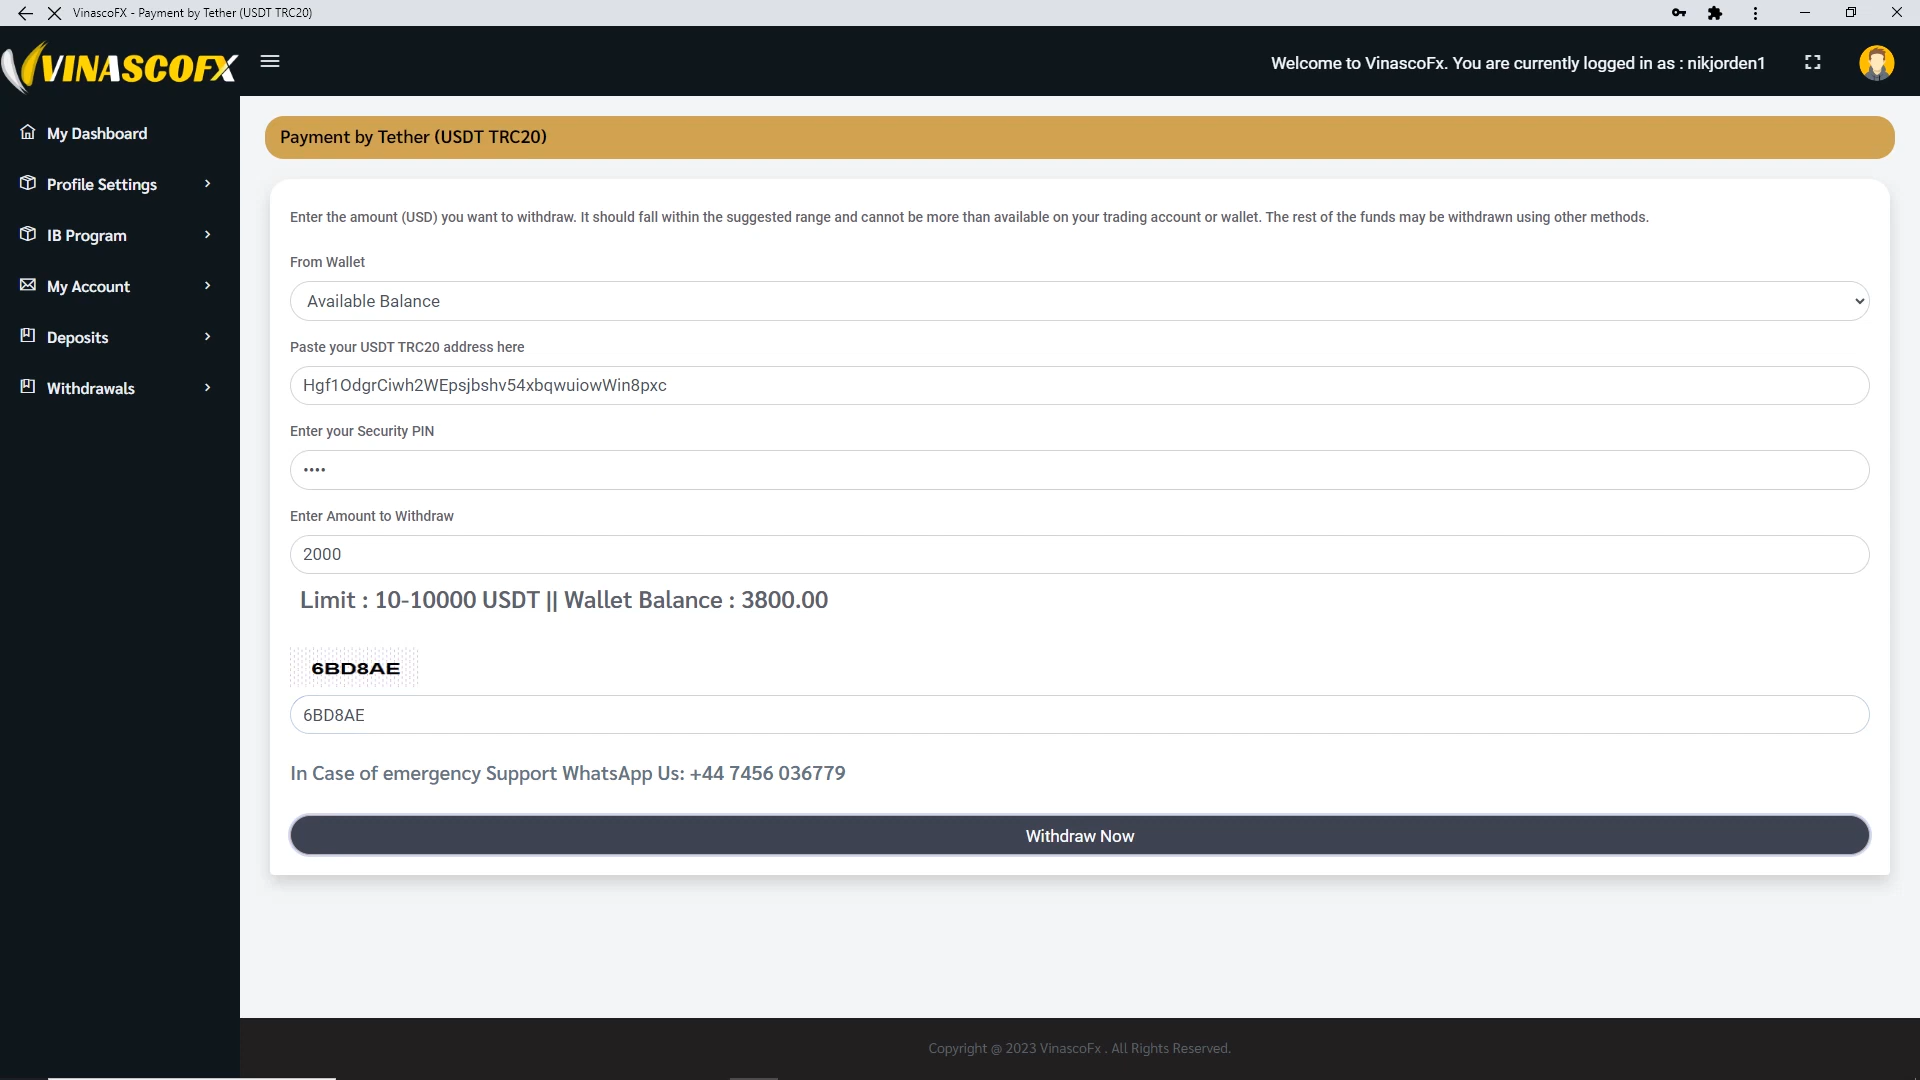 VinascoFX - Payment by Tether (USDT TRC20)
VINASCOFX
Welcome to VinascoFx. You are currently logged in as : nikjorden1
My Dashboard
Profile Settings
IB Program
My Account
Deposits
Withdrawals
Payment by Tether (USDT TRC20)
Enter the amount (USD) you want to withdraw. It should fall within the suggested range and cannot be more than available on your trading account or wallet. The rest of the funds may be withdrawn using other methods.
From Wallet
Available Balance
Paste your USDT TRC20 address here
Hgf1OdgrCiwh2WEpsjbshv54xbqwuiowWin8pxc
Enter your Security PIN
••••
Enter Amount to Withdraw
2000
Limit : 10-10000 USDT || Wallet Balance : 3800.00
6BD8AE
6BD8AE
In Case of emergency Support WhatsApp Us: +44 7456 036779
Withdraw Now
Copyright @ 2023 VinascoFx . All Rights Reserved.